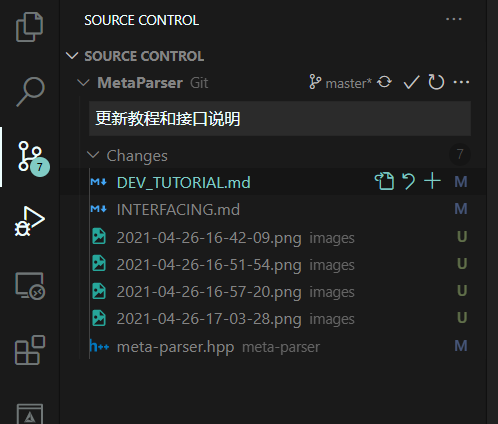 SOURCE CONTROL ···
SOURCE CONTROL
MetaParser Git master* ···
更新教程和接口说明
Changes 7
DEV_TUTORIAL.md M
INTERFACING.md M
2021-04-26-16-42-09.png images U
2021-04-26-16-51-54.png images U
2021-04-26-16-57-20.png images U
2021-04-26-17-03-28.png images U
h++ meta-parser.hpp meta-parser M
7